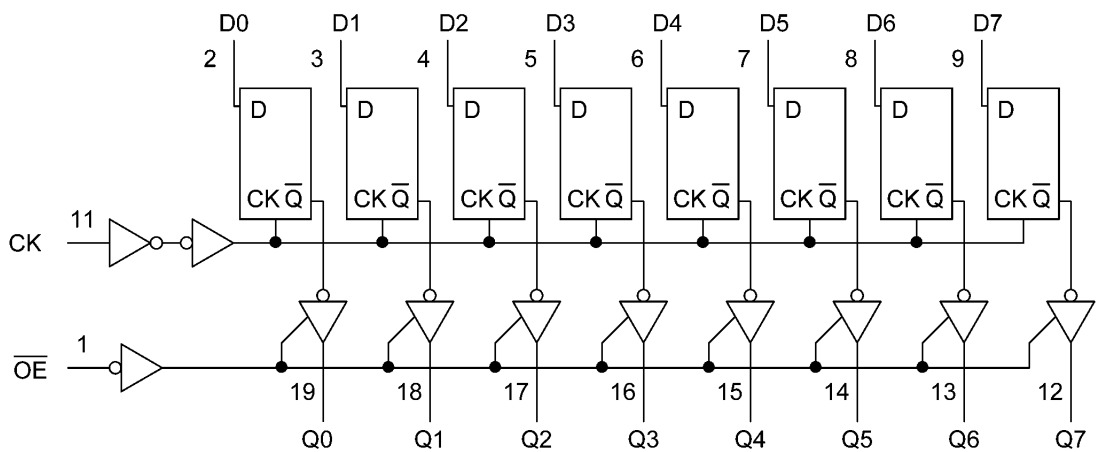 D0 D1 D2 D3 D4 D5 D6 D7
2 3 4 5 6 7 8 9
D D D D D D D D
CK Q̅ CK Q̅ CK Q̅ CK Q̅ CK Q̅ CK Q̅ CK Q̅ CK Q̅
11
CK
1
O̅E̅
19 18 17 16 15 14 13 12
Q0 Q1 Q2 Q3 Q4 Q5 Q6 Q7